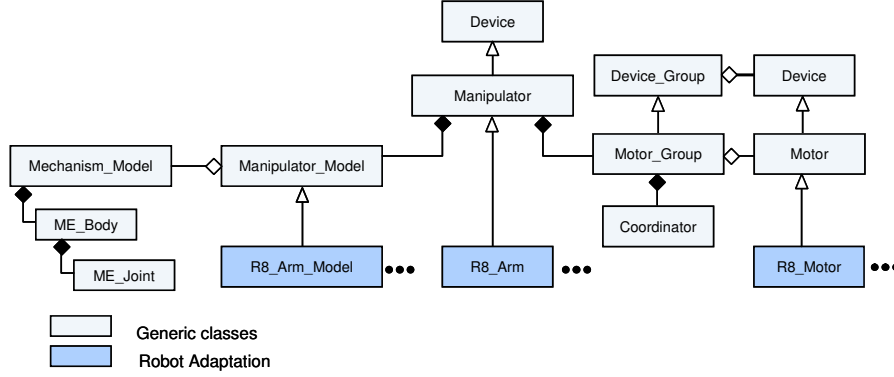 Device
Manipulator
Device_Group
Device
Mechanism_Model
Manipulator_Model
Motor_Group
Motor
ME_Body
Coordinator
ME_Joint
R8_Arm_Model
R8_Arm
R8_Motor
Generic classes
Robot Adaptation